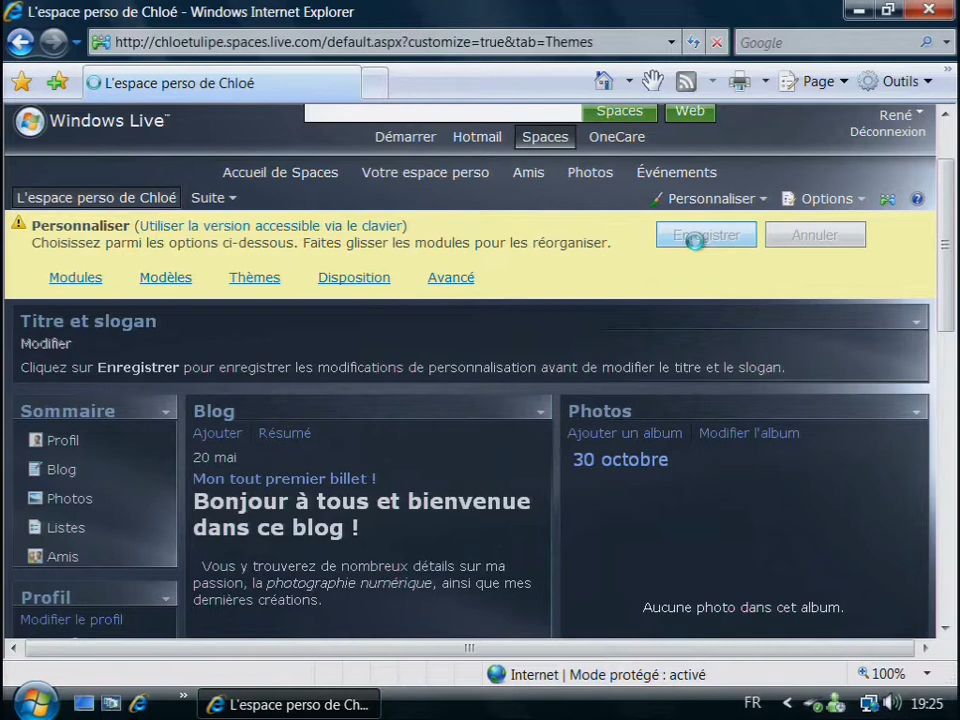 L'espace perso de Chloé - Windows Internet Explorer
http://chloetulipe.spaces.live.com/default.aspx?customize=true&tab=Themes
Google
L'espace perso de Chloé
Page
Outils
Windows Live™
Spaces
Web
René
Déconnexion
Démarrer
Hotmail
Spaces
OneCare
Accueil de Spaces
Votre espace perso
Amis
Photos
Événements
L'espace perso de Chloé
Suite
Personnaliser
Options
Personnaliser (Utiliser la version accessible via le clavier)
Choisissez parmi les options ci-dessous. Faites glisser les modules pour les réorganiser.
Enregistrer
Annuler
Modules
Modèles
Thèmes
Disposition
Avancé
Titre et slogan
Modifier
Cliquez sur Enregistrer pour enregistrer les modifications de personnalisation avant de modifier le titre et le slogan.
Sommaire
Profil
Blog
Photos
Listes
Amis
Profil
Modifier le profil
Blog
Ajouter
Résumé
20 mai
Mon tout premier billet !
Bonjour à tous et bienvenue
dans ce blog !
Vous y trouverez de nombreux détails sur ma
passion, la photographie numérique, ainsi que mes
dernières créations.
Photos
Ajouter un album
Modifier l'album
30 octobre
Aucune photo dans cet album.
Internet | Mode protégé : activé
100%
L'espace perso de Ch...
FR
19:25